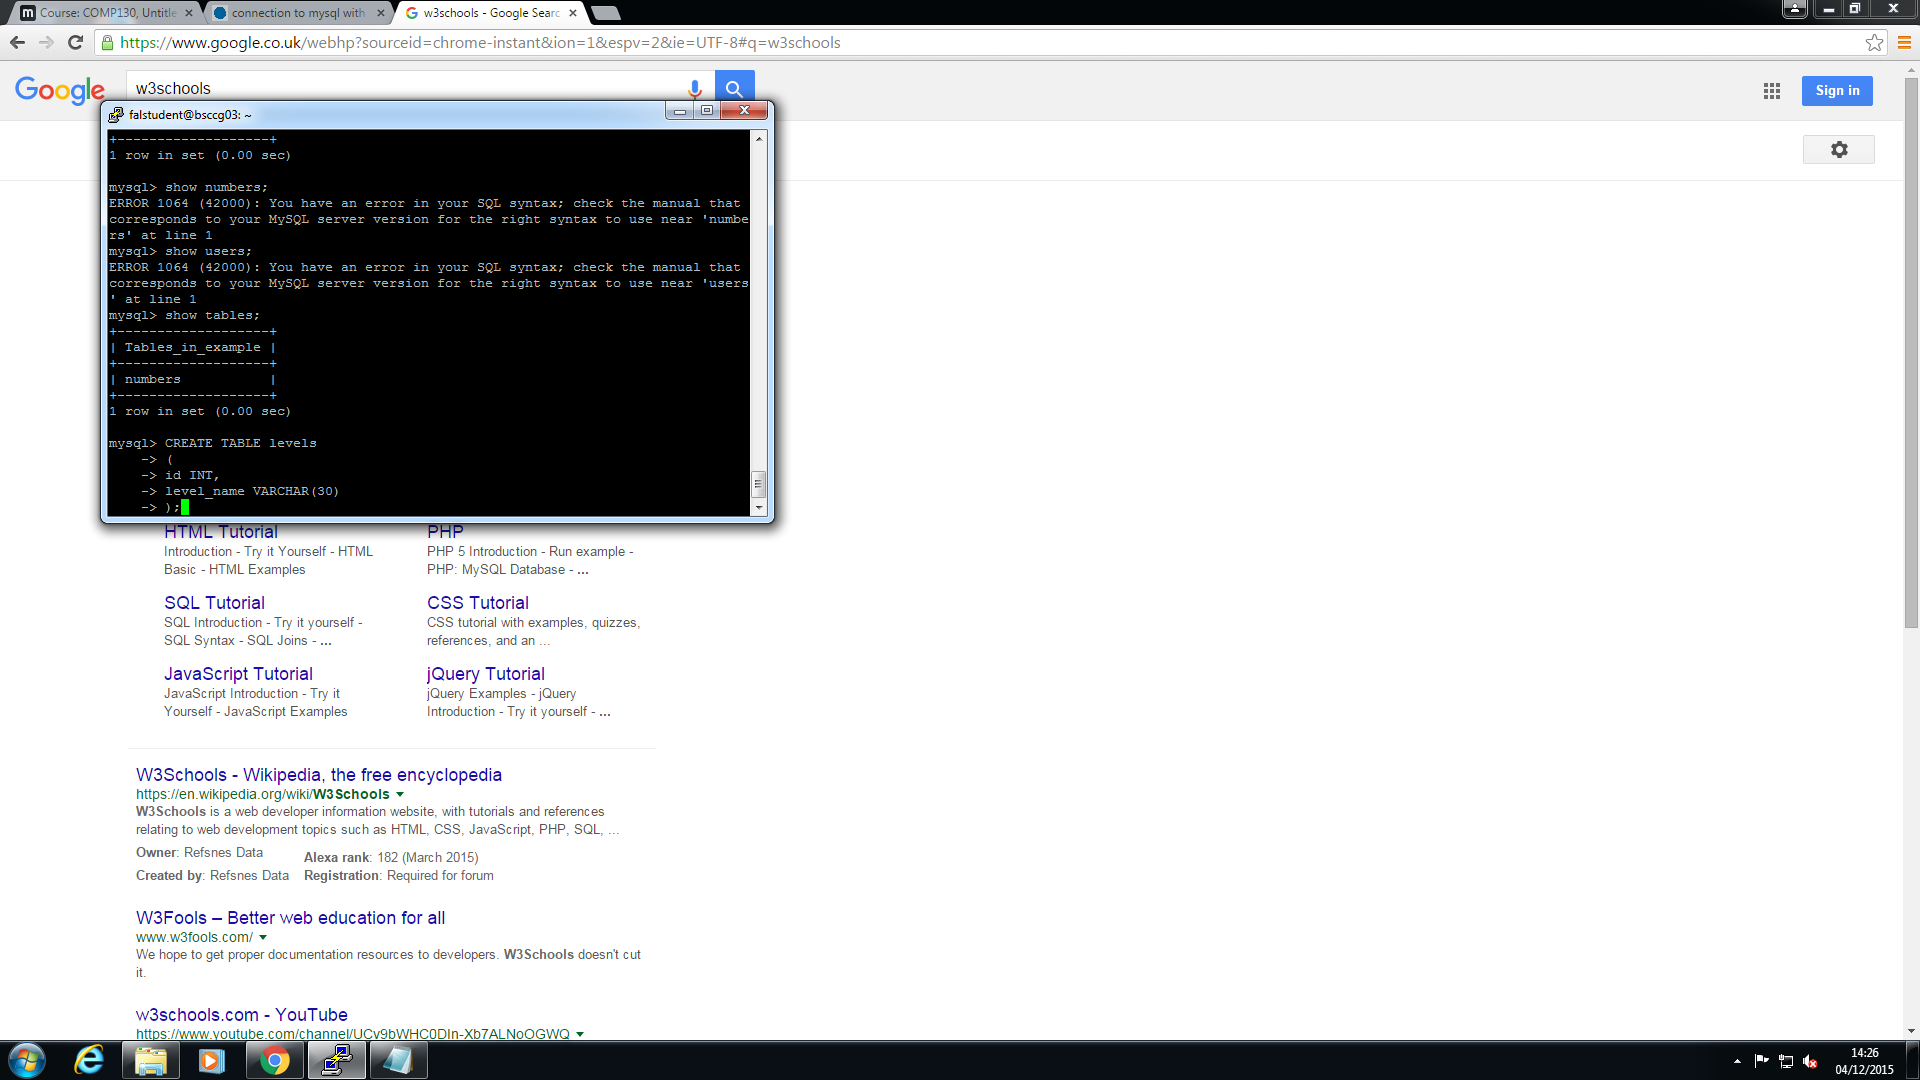 Course: COMP130, Untitle
connection to mysql with
w3schools - Google Searc
https://www.google.co.uk/webhp?sourceid=chrome-instant&ion=1&espv=2&ie=UTF-8#q=w3schools
Google
w3schools
Sign in
falstudent@bsccg03: ~
+-------------------+
1 row in set (0.00 sec)
mysql> show numbers;
ERROR 1064 (42000): You have an error in your SQL syntax; check the manual that
corresponds to your MySQL server version for the right syntax to use near 'numbe
rs' at line 1
mysql> show users;
ERROR 1064 (42000): You have an error in your SQL syntax; check the manual that
corresponds to your MySQL server version for the right syntax to use near 'users
' at line 1
mysql> show tables;
+-------------------+
| Tables_in_example |
+-------------------+
| numbers           |
+-------------------+
1 row in set (0.00 sec)
mysql> CREATE TABLE levels
    -> (
    -> id INT,
    -> level_name VARCHAR(30)
    -> );
HTML Tutorial
Introduction - Try it Yourself - HTML
Basic - HTML Examples
PHP
PHP 5 Introduction - Run example -
PHP: MySQL Database - ...
SQL Tutorial
SQL Introduction - Try it yourself -
SQL Syntax - SQL Joins - ...
CSS Tutorial
CSS tutorial with examples, quizzes,
references, and an ...
JavaScript Tutorial
JavaScript Introduction - Try it
Yourself - JavaScript Examples
jQuery Tutorial
jQuery Examples - jQuery
Introduction - Try it yourself - ...
W3Schools - Wikipedia, the free encyclopedia
https://en.wikipedia.org/wiki/W3Schools
W3Schools is a web developer information website, with tutorials and references
relating to web development topics such as HTML, CSS, JavaScript, PHP, SQL, ...
Owner: Refsnes Data
Alexa rank: 182 (March 2015)
Created by: Refsnes Data
Registration: Required for forum
W3Fools – Better web education for all
www.w3fools.com/
We hope to get proper documentation resources to developers. W3Schools doesn't cut
it.
w3schools.com - YouTube
https://www.youtube.com/channel/UCy9bWHC0DIn-Xb7ALNoOGWQ
14:26
04/12/2015